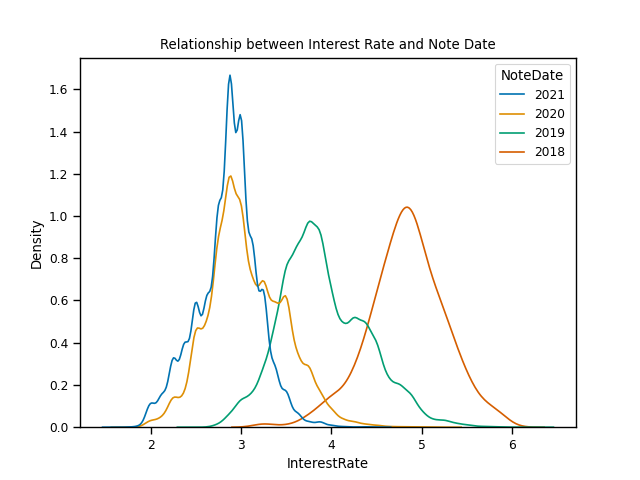 Relationship between Interest Rate and Note Date
NoteDate
2021
2020
2019
2018
1.6
1.4
1.2
1.0
0.8
0.6
0.4
0.2
0.0
Density
2 3 4 5 6
InterestRate